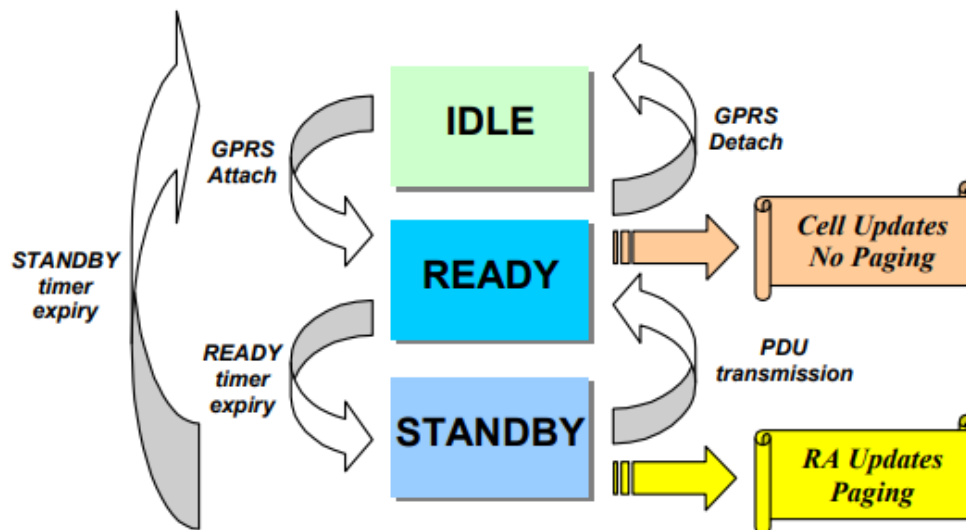 IDLE
GPRS
Attach
GPRS
Detach
Cell Updates
No Paging
STANDBY
timer
expiry
READY
READY
timer
expiry
PDU
transmission
STANDBY
RA Updates
Paging